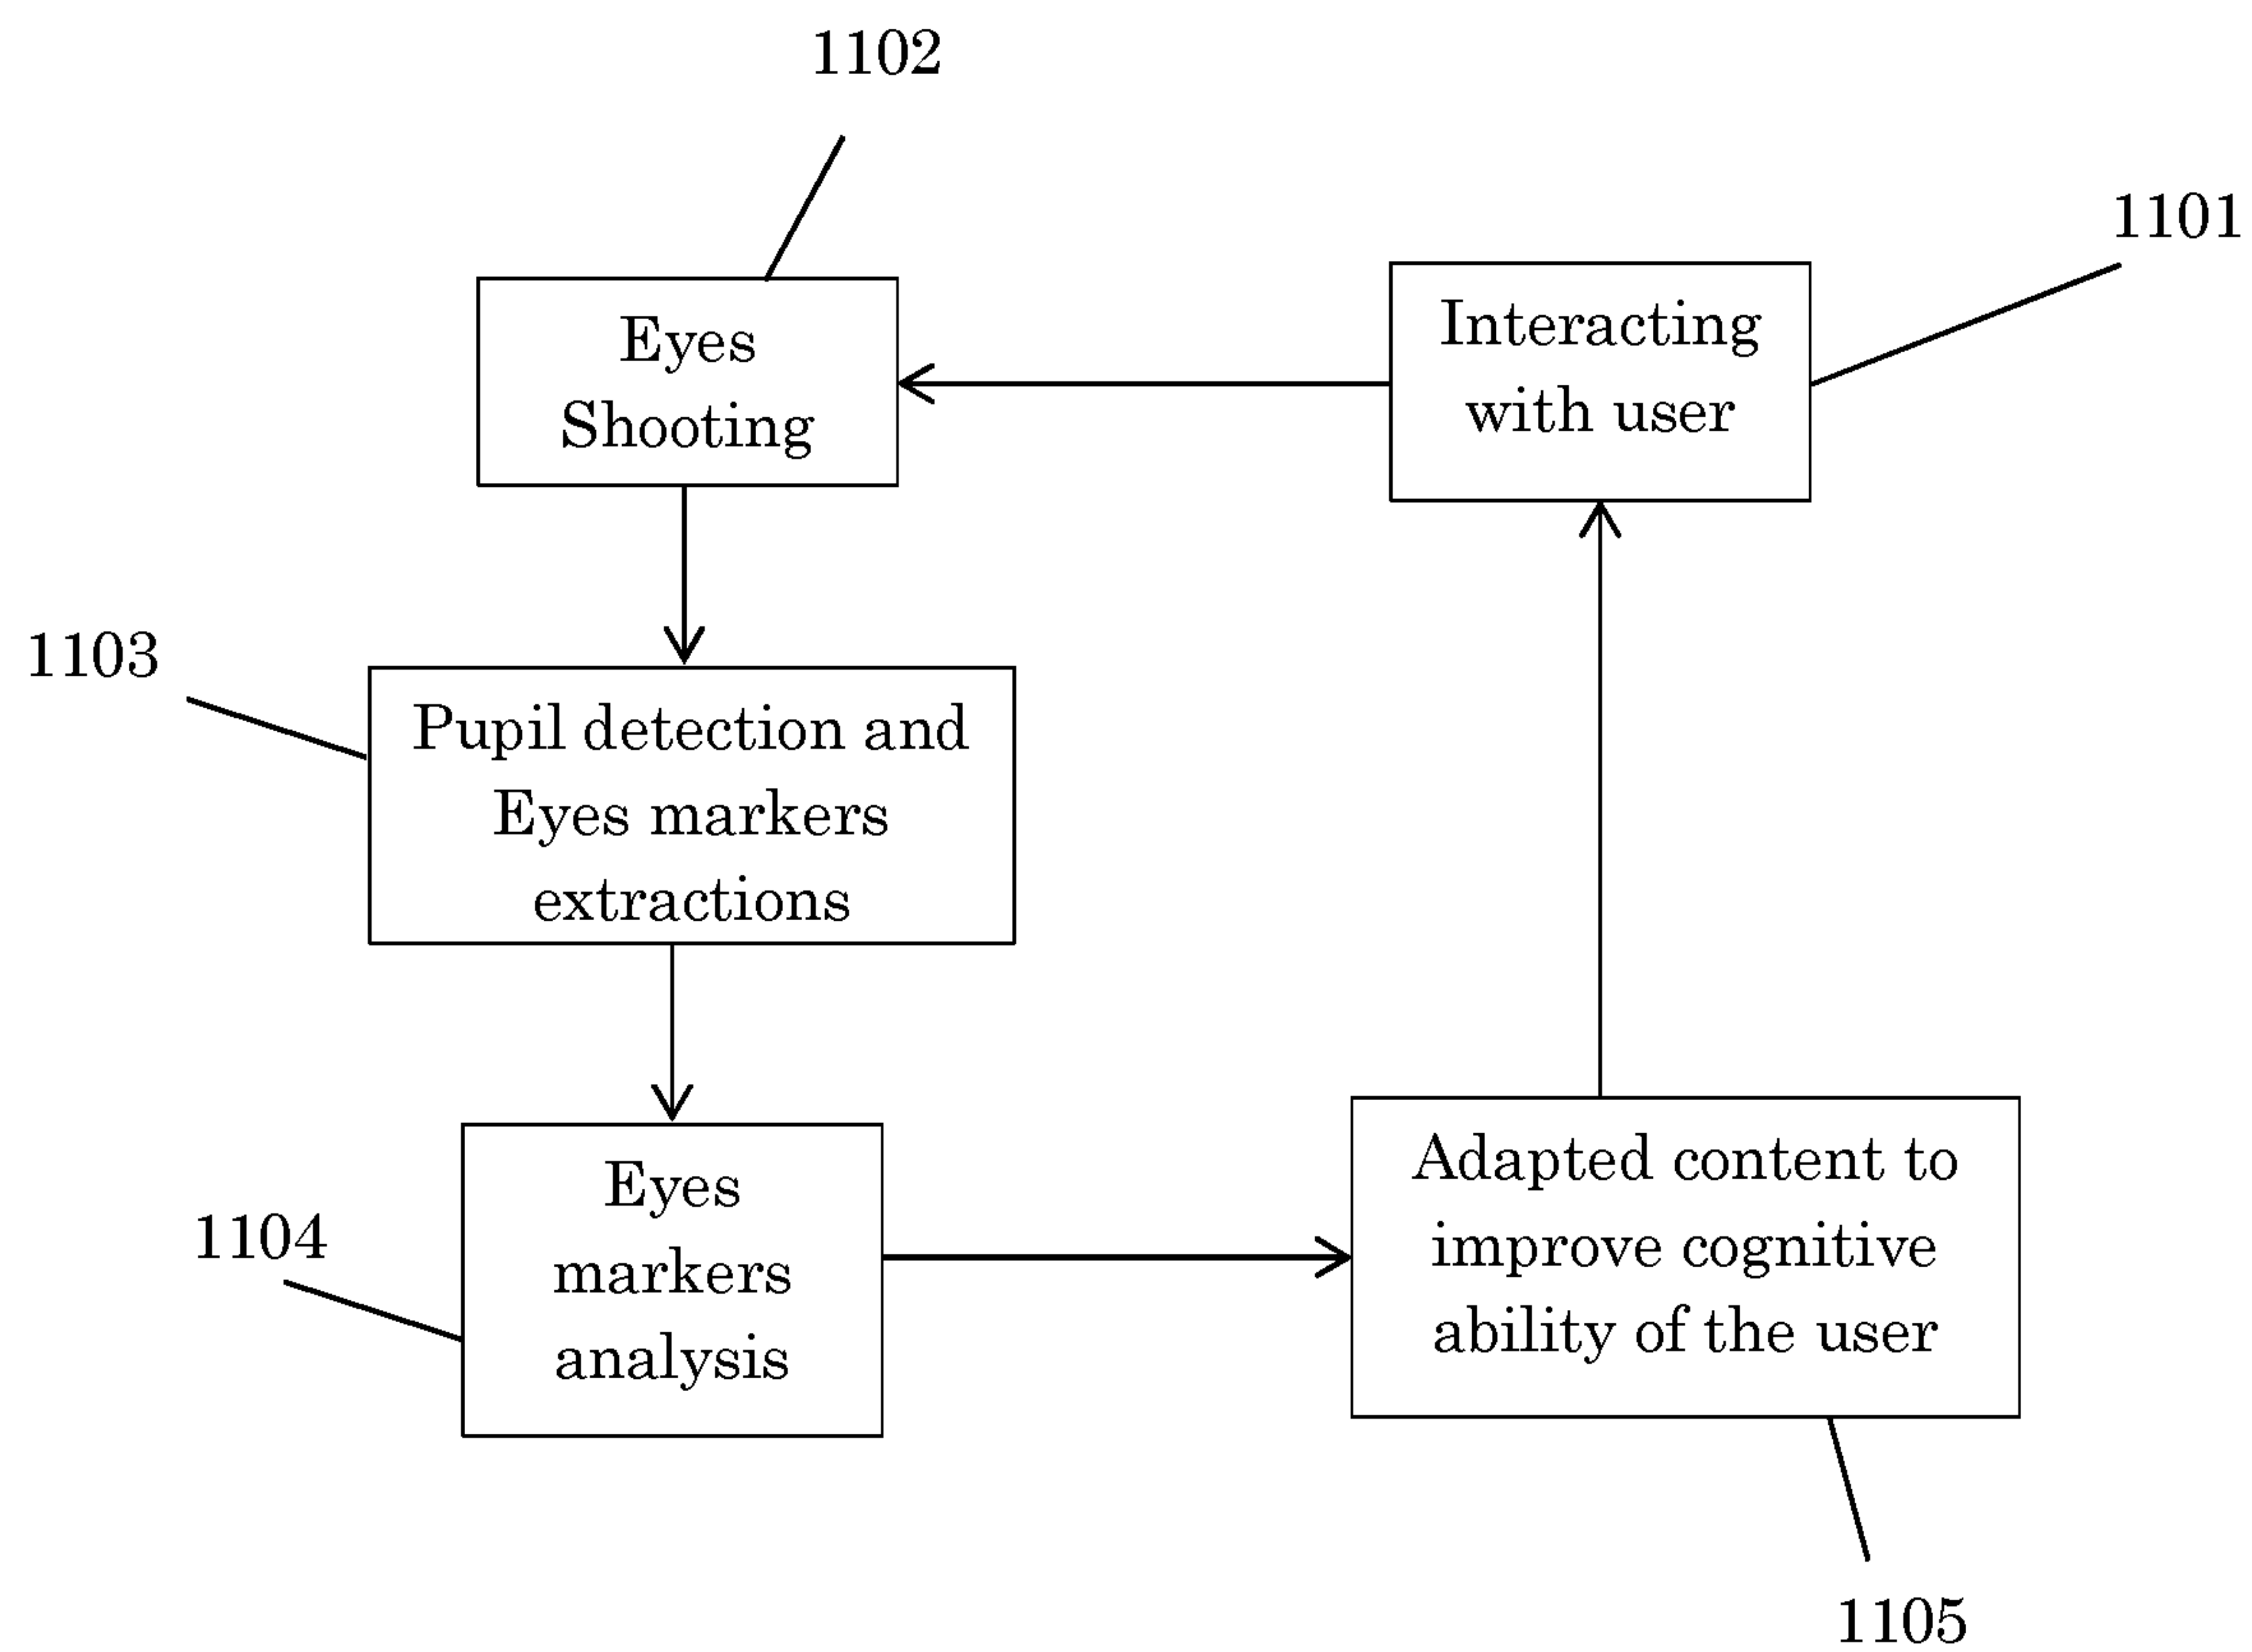 1102
1101
Eyes
Shooting
Interacting
with user
1103
Pupil detection and
Eyes markers
extractions
1104
Eyes
markers
analysis
Adapted content to
improve cognitive
ability of the user
1105